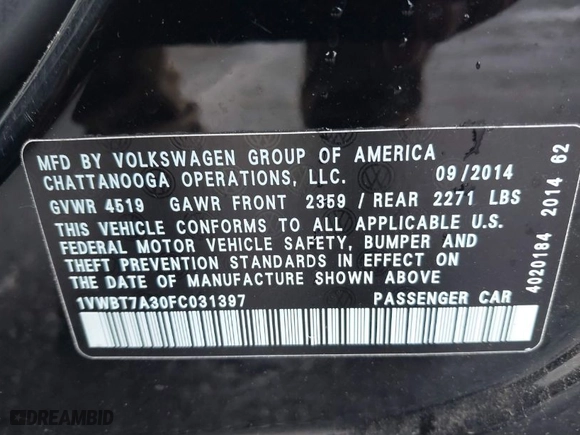 MFD BY VOLKSWAGEN GROUP OF AMERICA
CHATTANOOGA OPERATIONS, LLC. 09/2014
GVWR 4519 GAWR FRONT 2359 / REAR 2271 LBS
THIS VEHICLE CONFORMS TO ALL APPLICABLE U.S.
FEDERAL MOTOR VEHICLE SAFETY, BUMPER AND
THEFT PREVENTION STANDARDS IN EFFECT ON
THE DATE OF MANUFACTURE SHOWN ABOVE
1VWBT7A30FC031397 PASSENGER CAR
4020184 2014 62
DREAMBID